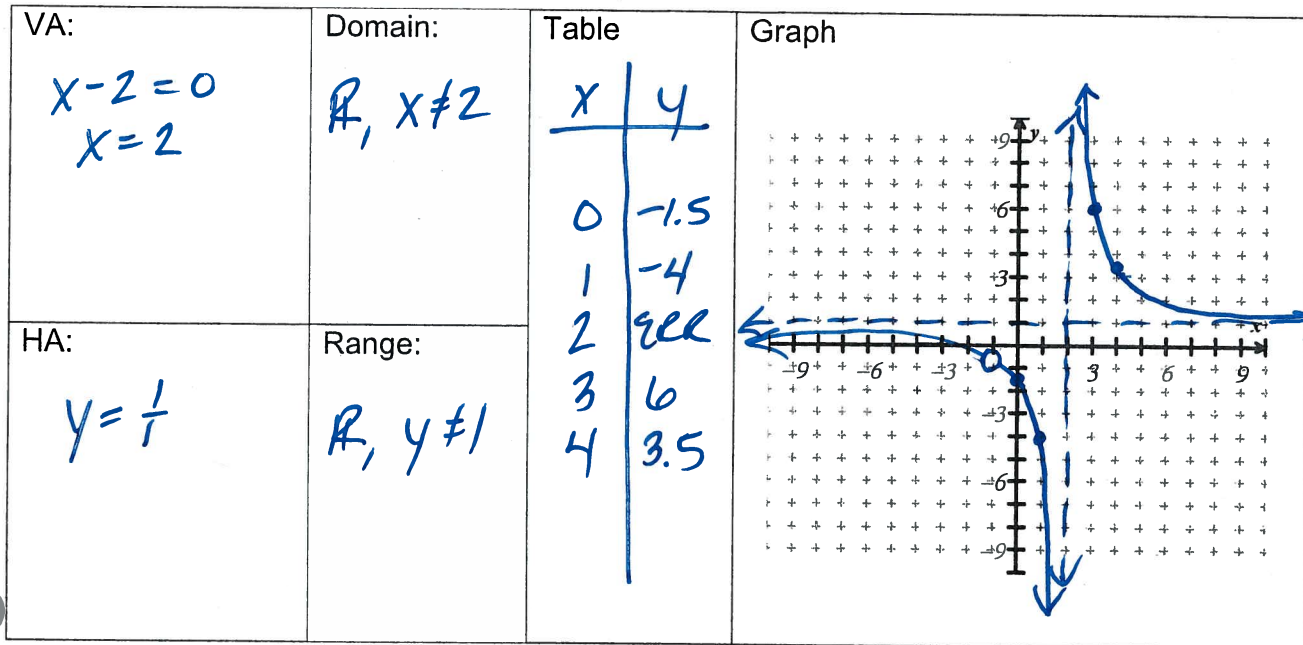 VA:
x-2=0
x=2
Domain:
ℝ, x≠2
Table
x y
0 -1.5
1 -4
2 err
3 6
4 3.5
Graph
y
9
6
3
-9 -6 -3 3 6 9 x
-3
-6
-9
HA:
y=1/1
Range:
ℝ, y≠1